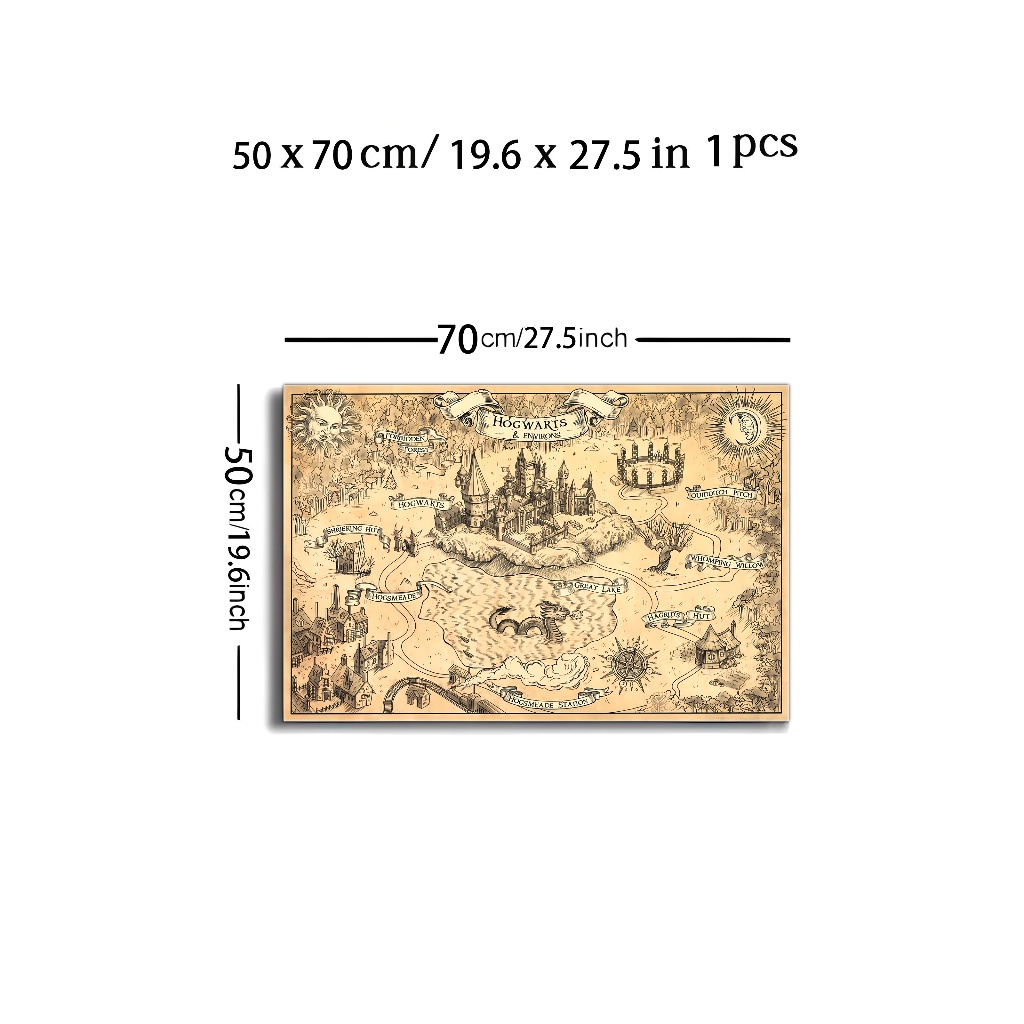 50 x 70 cm/ 19.6 x 27.5 in 1 pcs
70cm/27.5inch
50cm/19.6inch
HOGWARTS
& ENVIRONS
FORBIDDEN
FOREST
QUIDDITCH PITCH
HOGWARTS
SHRIEKING HUT
WHOMPING WILLOW
GREAT LAKE
HOGSMEADE
HAGRID'S HUT
HOGSMEADE STATION